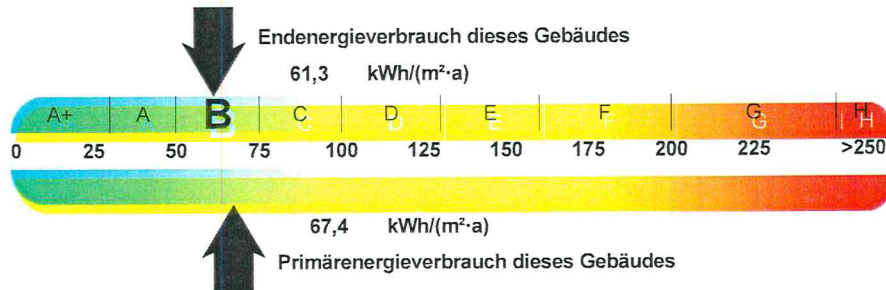 Endenergieverbrauch dieses Gebäudes
61,3 kWh/(m²·a)
A+ A B C D E F G H
0 25 50 75 100 125 150 175 200 225 >250
67,4 kWh/(m²·a)
Primärenergieverbrauch dieses Gebäudes